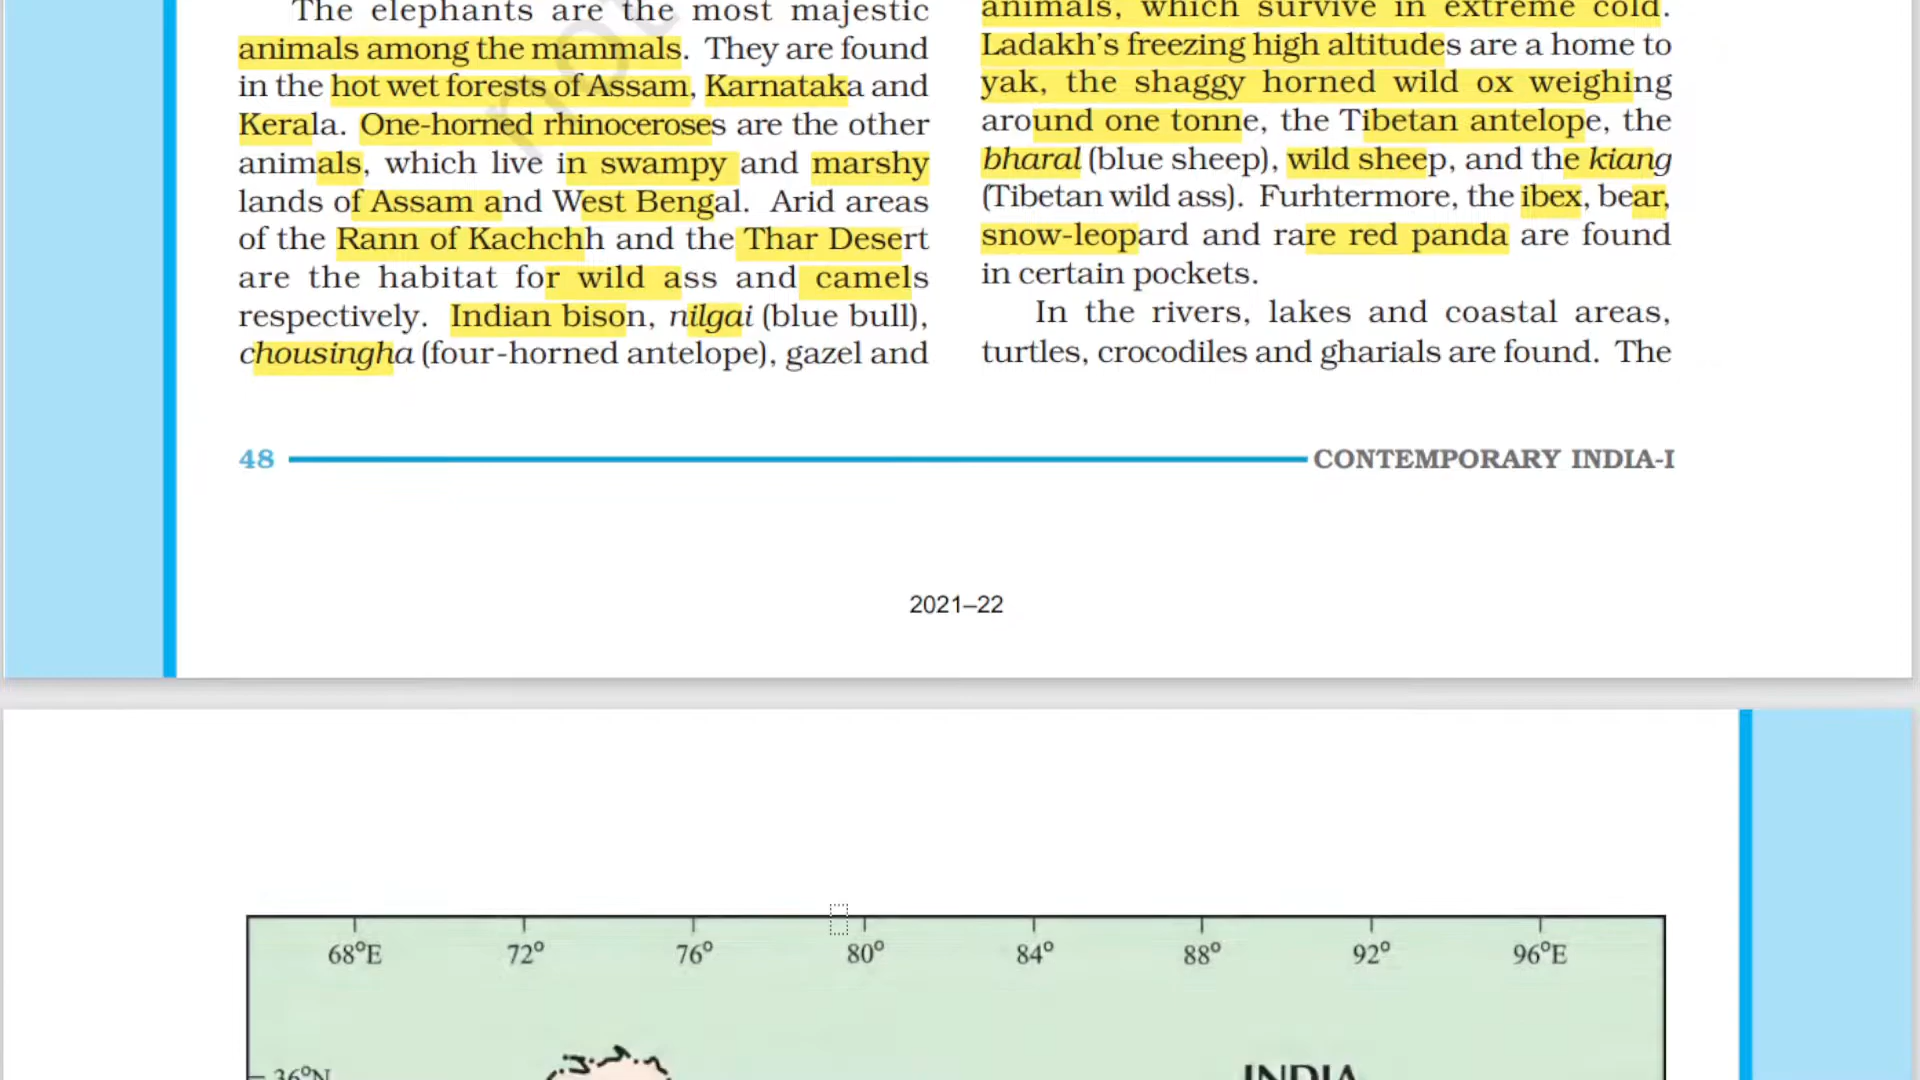 The elephants are the most majestic
animals among the mammals. They are found
in the hot wet forests of Assam, Karnataka and
Kerala. One-horned rhinoceroses are the other
animals, which live in swampy and marshy
lands of Assam and West Bengal. Arid areas
of the Rann of Kachchh and the Thar Desert
are the habitat for wild ass and camels
respectively. Indian bison, nilgai (blue bull),
chousingha (four-horned antelope), gazel and
animals, which survive in extreme cold.
Ladakh's freezing high altitudes are a home to
yak, the shaggy horned wild ox weighing
around one tonne, the Tibetan antelope, the
bharal (blue sheep), wild sheep, and the kiang
(Tibetan wild ass). Furhtermore, the ibex, bear,
snow-leopard and rare red panda are found
in certain pockets.
In the rivers, lakes and coastal areas,
turtles, crocodiles and gharials are found. The
not
48 CONTEMPORARY INDIA-I
2021–22
68°E 72° 76° 80° 84° 88° 92° 96°E
36°N
INDIA